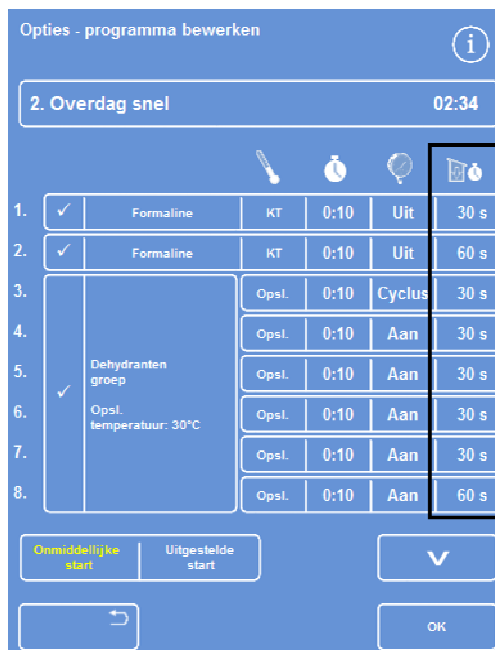 Opties - programma bewerken
i
2. Overdag snel 02:34
1. ✓ Formaline KT 0:10 Uit 30 s
2. ✓ Formaline KT 0:10 Uit 60 s
3. Opsl. 0:10 Cyclus 30 s
4. Opsl. 0:10 Aan 30 s
5. Opsl. 0:10 Aan 30 s
6. Opsl. 0:10 Aan 30 s
7. Opsl. 0:10 Aan 30 s
8. Opsl. 0:10 Aan 60 s
✓ Dehydranten
groep
Opsl.
temperatuur: 30°C
Onmiddellijke
start
Uitgestelde
start
OK